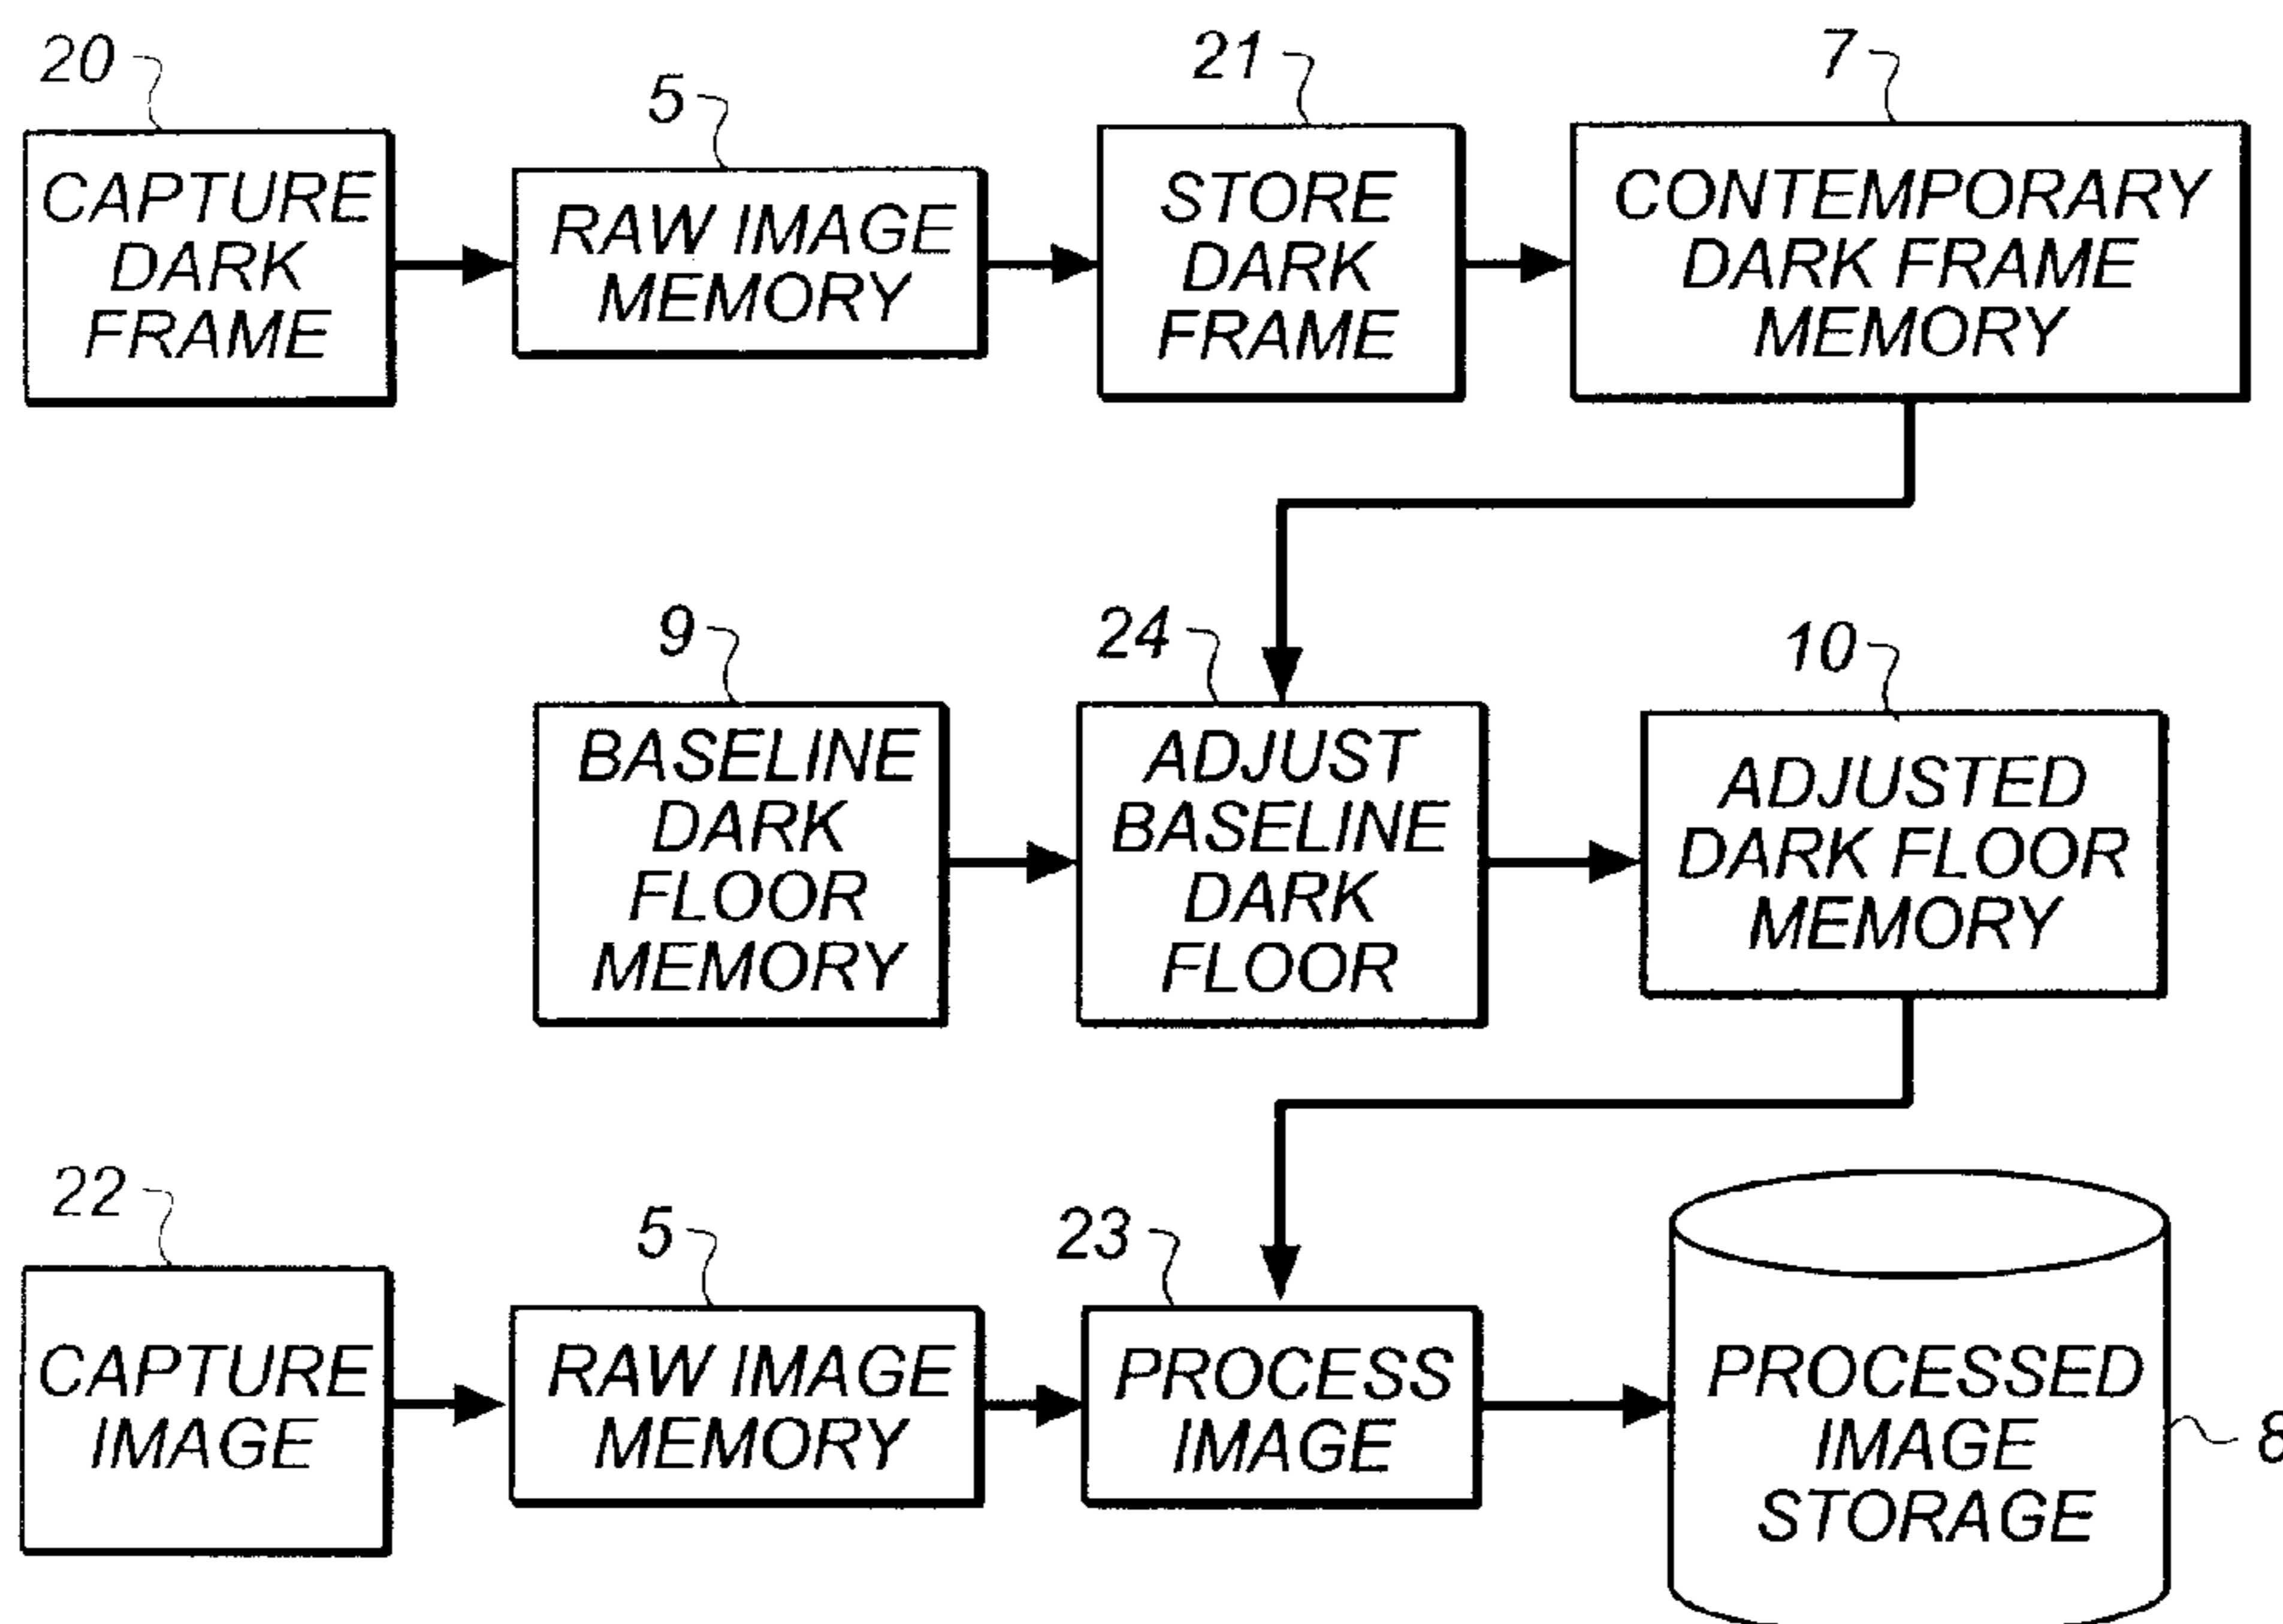 20
5
21
7
CAPTURE
DARK
FRAME
RAW IMAGE
MEMORY
STORE
DARK
FRAME
CONTEMPORARY
DARK FRAME
MEMORY
9
24
10
BASELINE
DARK
FLOOR
MEMORY
ADJUST
BASELINE
DARK
FLOOR
ADJUSTED
DARK FLOOR
MEMORY
22
5
23
CAPTURE
IMAGE
RAW IMAGE
MEMORY
PROCESS
IMAGE
PROCESSED
IMAGE
STORAGE
8